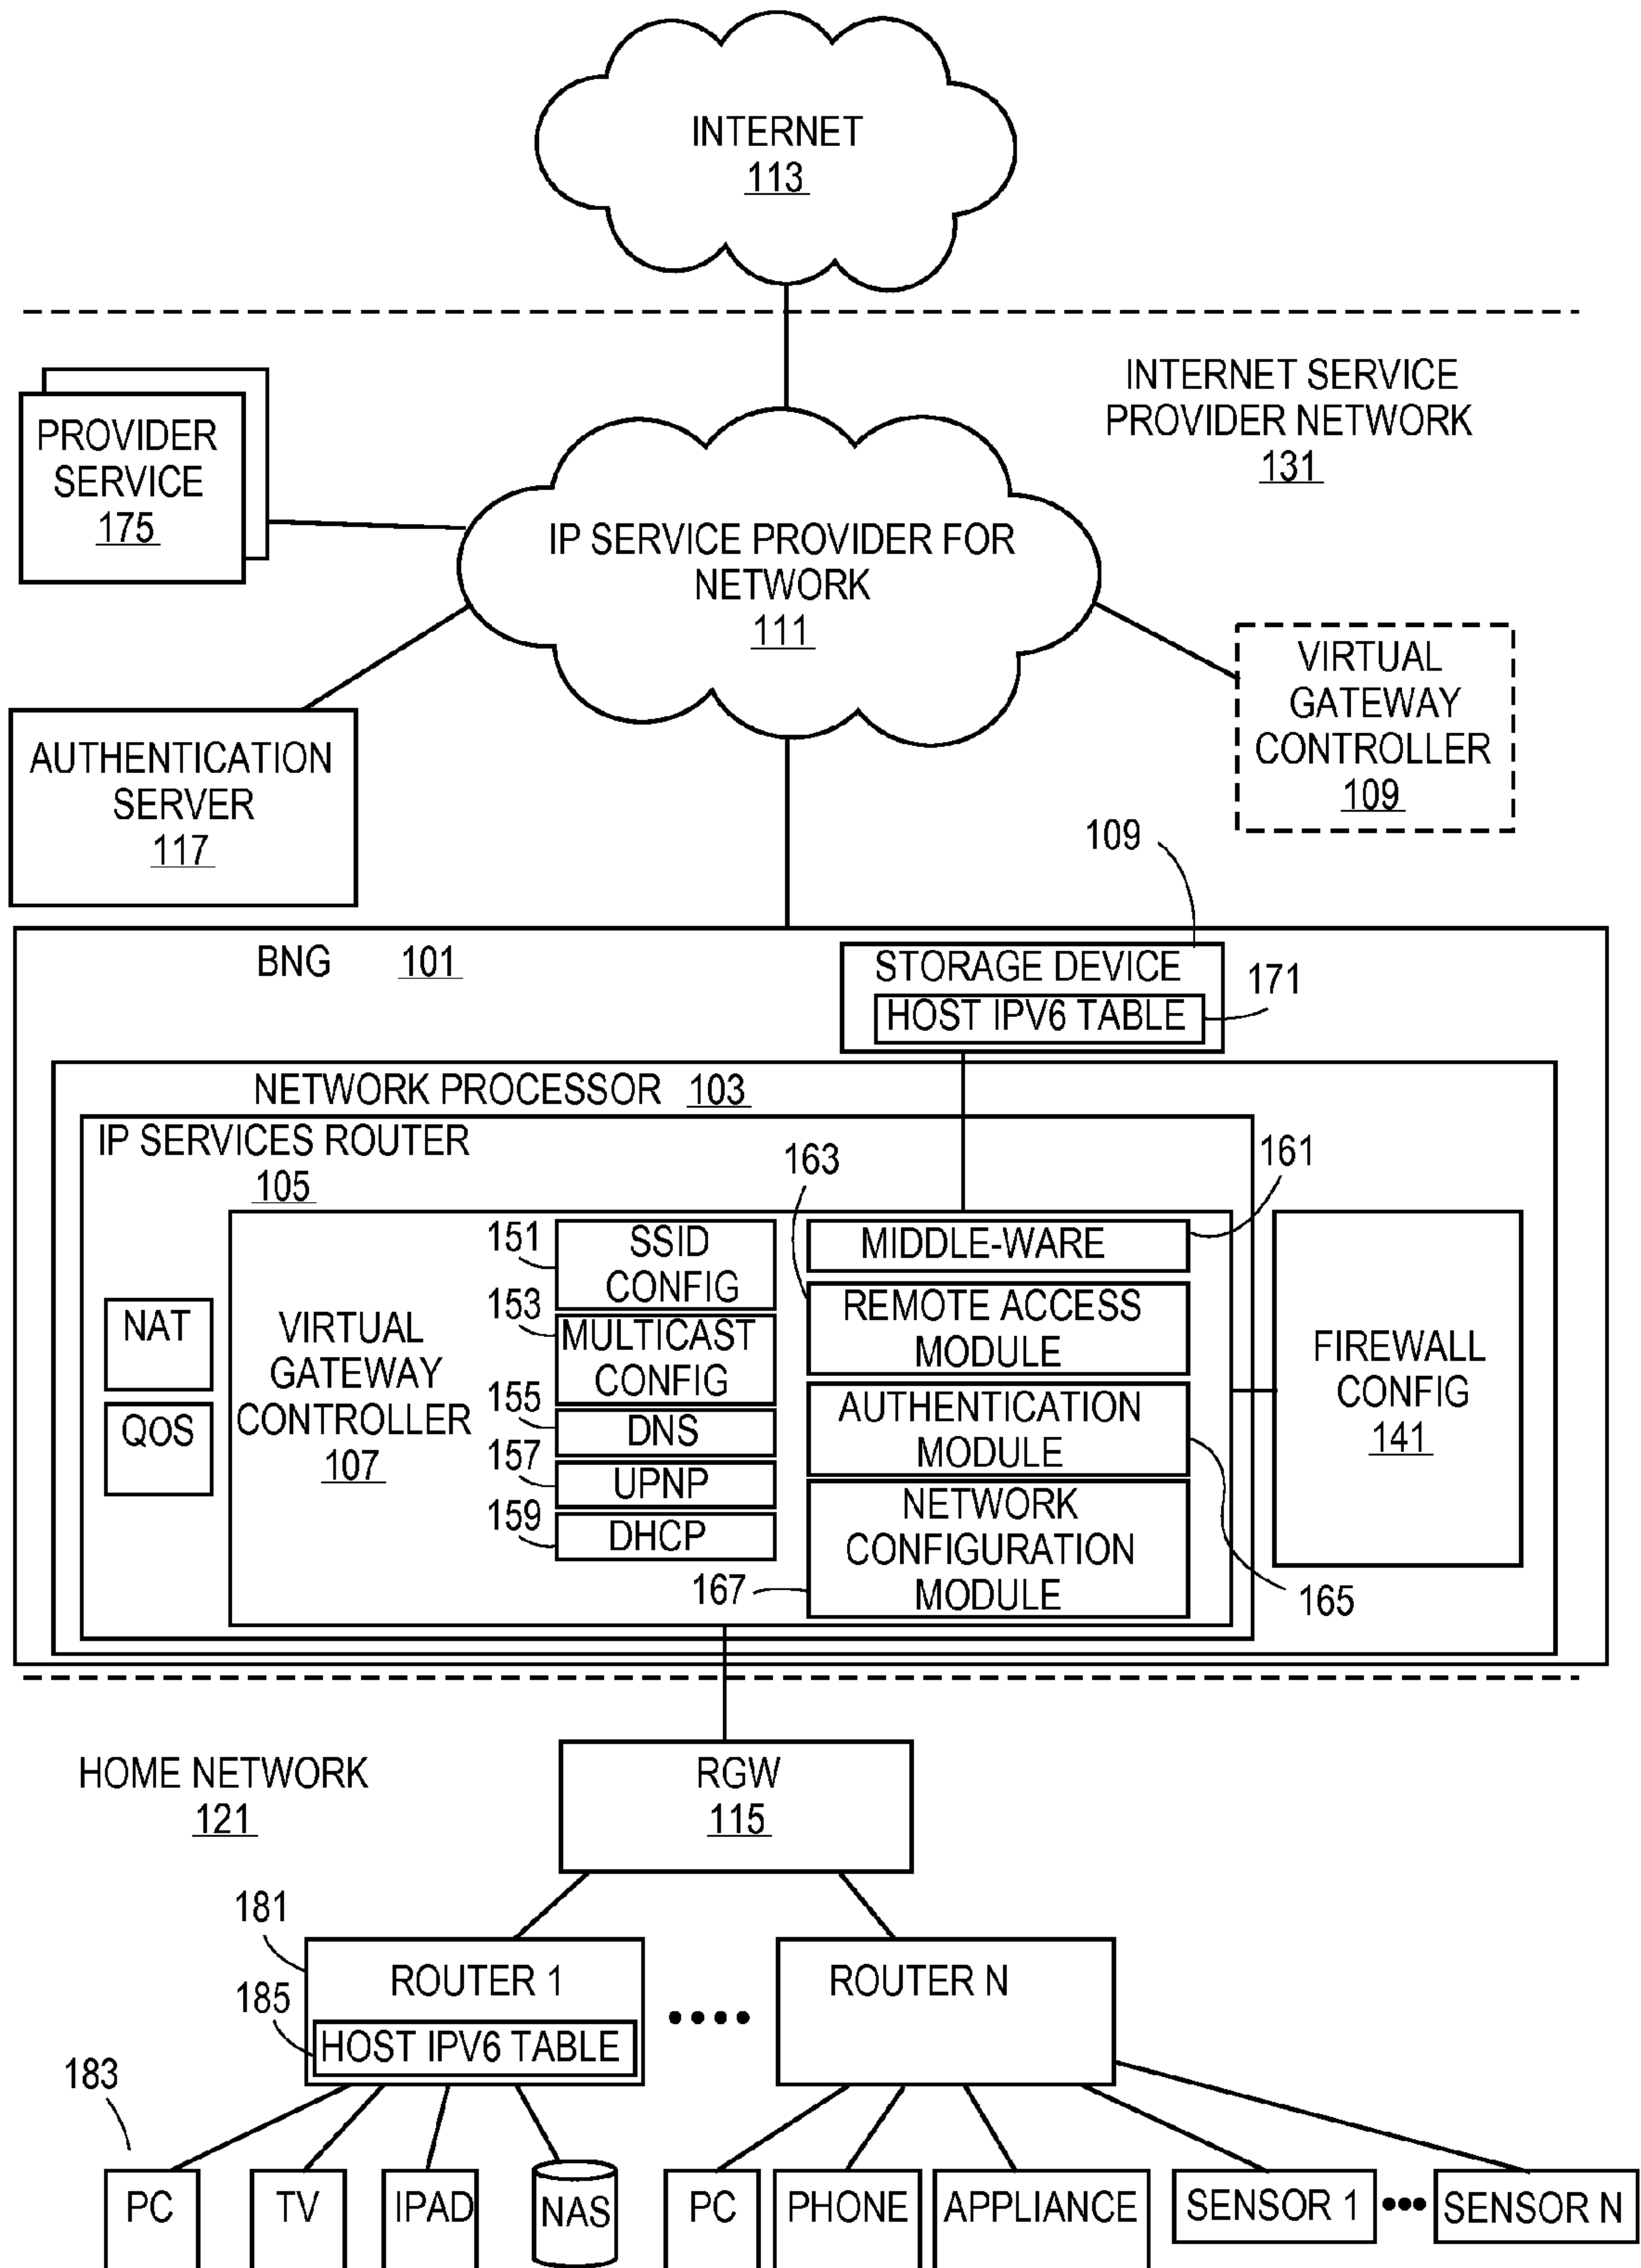 INTERNET
113
INTERNET SERVICE
PROVIDER NETWORK
131
PROVIDER
SERVICE
175
IP SERVICE PROVIDER FOR
NETWORK
111
VIRTUAL
GATEWAY
CONTROLLER
109
AUTHENTICATION
SERVER
117
109
BNG 101
STORAGE DEVICE
HOST IPV6 TABLE
171
NETWORK PROCESSOR 103
IP SERVICES ROUTER
105
163
161
NAT
QOS
VIRTUAL
GATEWAY
CONTROLLER
107
151
SSID
CONFIG
153
MULTICAST
CONFIG
155
DNS
157
UPNP
159
DHCP
MIDDLE-WARE
REMOTE ACCESS
MODULE
AUTHENTICATION
MODULE
NETWORK
CONFIGURATION
MODULE
167
165
FIREWALL
CONFIG
141
HOME NETWORK
121
RGW
115
181
ROUTER 1
185
HOST IPV6 TABLE
ROUTER N
183
PC
TV
IPAD
NAS
PC
PHONE
APPLIANCE
SENSOR 1
SENSOR N